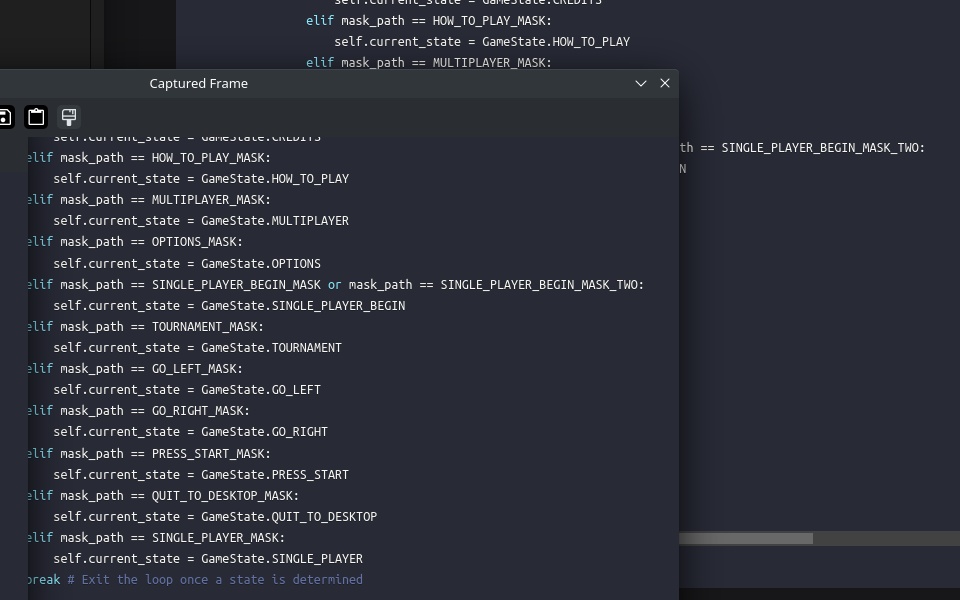 self.current_state = GameState.CREDITS
elif mask_path == HOW_TO_PLAY_MASK:
self.current_state = GameState.HOW_TO_PLAY
elif mask_path == MULTIPLAYER_MASK:
th == SINGLE_PLAYER_BEGIN_MASK_TWO:
N
Captured Frame
self.current_state = GameState.CREDITS
elif mask_path == HOW_TO_PLAY_MASK:
self.current_state = GameState.HOW_TO_PLAY
elif mask_path == MULTIPLAYER_MASK:
self.current_state = GameState.MULTIPLAYER
elif mask_path == OPTIONS_MASK:
self.current_state = GameState.OPTIONS
elif mask_path == SINGLE_PLAYER_BEGIN_MASK or mask_path == SINGLE_PLAYER_BEGIN_MASK_TWO:
self.current_state = GameState.SINGLE_PLAYER_BEGIN
elif mask_path == TOURNAMENT_MASK:
self.current_state = GameState.TOURNAMENT
elif mask_path == GO_LEFT_MASK:
self.current_state = GameState.GO_LEFT
elif mask_path == GO_RIGHT_MASK:
self.current_state = GameState.GO_RIGHT
elif mask_path == PRESS_START_MASK:
self.current_state = GameState.PRESS_START
elif mask_path == QUIT_TO_DESKTOP_MASK:
self.current_state = GameState.QUIT_TO_DESKTOP
elif mask_path == SINGLE_PLAYER_MASK:
self.current_state = GameState.SINGLE_PLAYER
break # Exit the loop once a state is determined